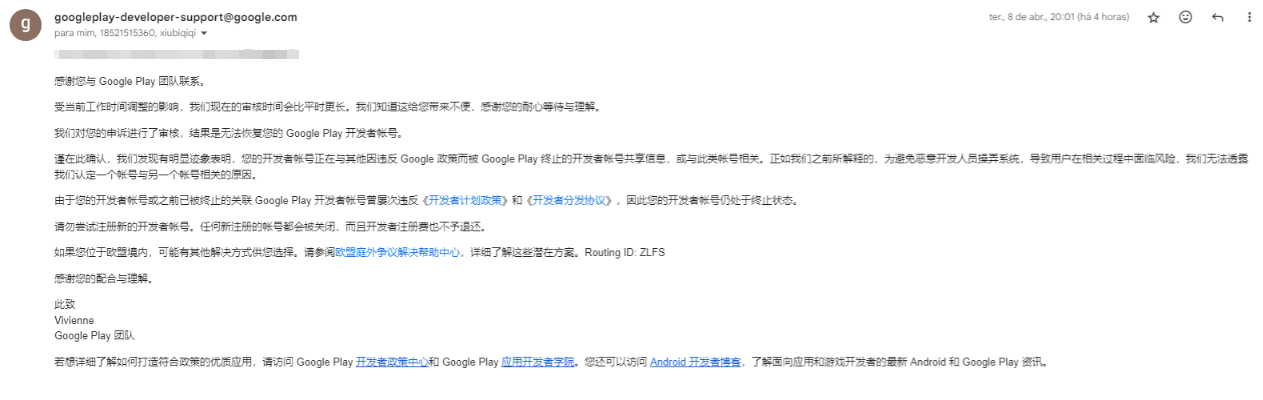 g
googleplay-developer-support@google.com
ter., 8 de abr., 20:01 (há 4 horas)
para mim, 18521515360, xiubiqiqi
感谢您与 Google Play 团队联系。
受当前工作时间调整的影响，我们现在的审核时间会比平时更长。我们知道这给您带来不便，感谢您的耐心等待与理解。
我们对您的申诉进行了审核，结果是无法恢复您的 Google Play 开发者帐号。
谨在此确认，我们发现有明显迹象表明，您的开发者帐号正在与其他因违反 Google 政策而被 Google Play 终止的开发者帐号共享信息，或与此类帐号相关。正如我们之前所解释的，为避免恶意开发人员操弄系统，导致用户在相关过程中面临风险，我们无法透露
我们认定一个帐号与另一个帐号相关的原因。
由于您的开发者帐号或之前已被终止的关联 Google Play 开发者帐号曾屡次违反《开发者计划政策》和《开发者分发协议》，因此您的开发者帐号仍处于终止状态。
请勿尝试注册新的开发者帐号。任何新注册的帐号都会被关闭，而且开发者注册费也不予退还。
如果您位于欧盟境内，可能有其他解决方式供您选择。请参阅欧盟庭外争议解决帮助中心，详细了解这些潜在方案。Routing ID: ZLFS
感谢您的配合与理解。
此致
Vivienne
Google Play 团队
若想详细了解如何打造符合政策的优质应用，请访问 Google Play 开发者政策中心和 Google Play 应用开发者学院。您还可以访问 Android 开发者博客，了解面向应用和游戏开发者的最新 Android 和 Google Play 资讯。